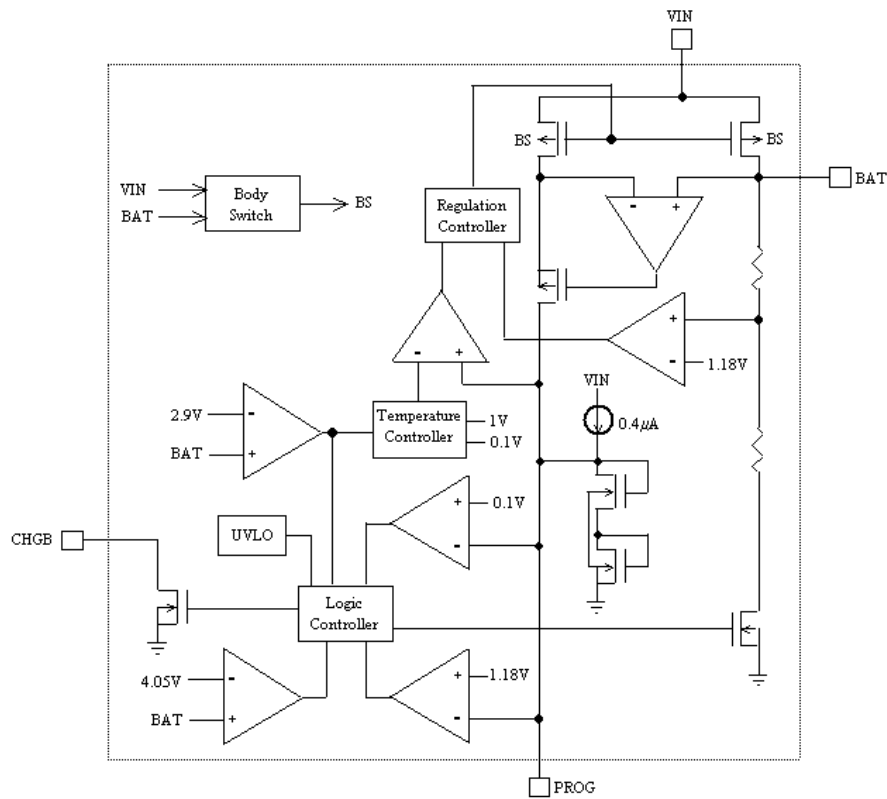 VIN
BS
BS
BAT
VIN
BAT
Body
Switch
BS
Regulation
Controller
-
+
+
-
1.18V
-
+
VIN
0.4μA
2.9V
BAT
-
+
Temperature
Controller
1V
0.1V
+
-
0.1V
CHGB
UVLO
Logic
Controller
4.05V
BAT
-
+
+
-
1.18V
PROG